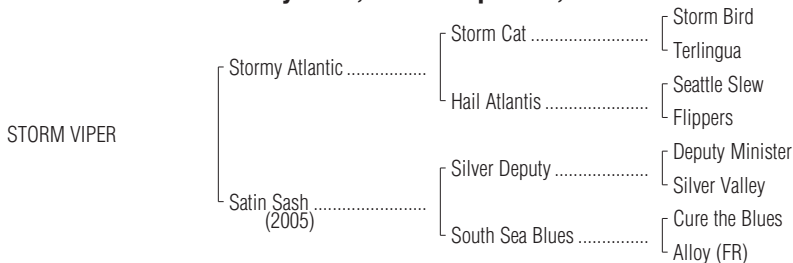 Storm Bird
Storm Cat ..........................
Terlingua
Stormy Atlantic ..................
Seattle Slew
Hail Atlantis .......................
Flippers
STORM VIPER
Deputy Minister
Silver Deputy .....................
Silver Valley
Satin Sash .........................
(2005)
Cure the Blues
South Sea Blues ................
Alloy (FR)